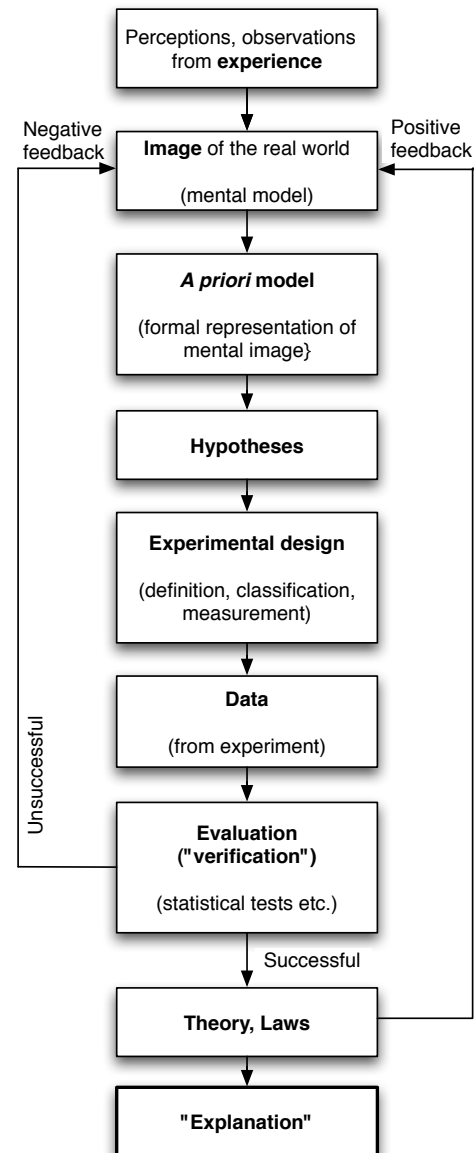 Perceptions, observations
from experience
Negative
feedback
Positive
feedback
Image of the real world
(mental model)
A priori model
(formal representation of
mental image}
Hypotheses
Experimental design
(definition, classification,
measurement)
Data
(from experiment)
Unsuccessful
Evaluation
("verification")
(statistical tests etc.)
Successful
Theory, Laws
"Explanation"